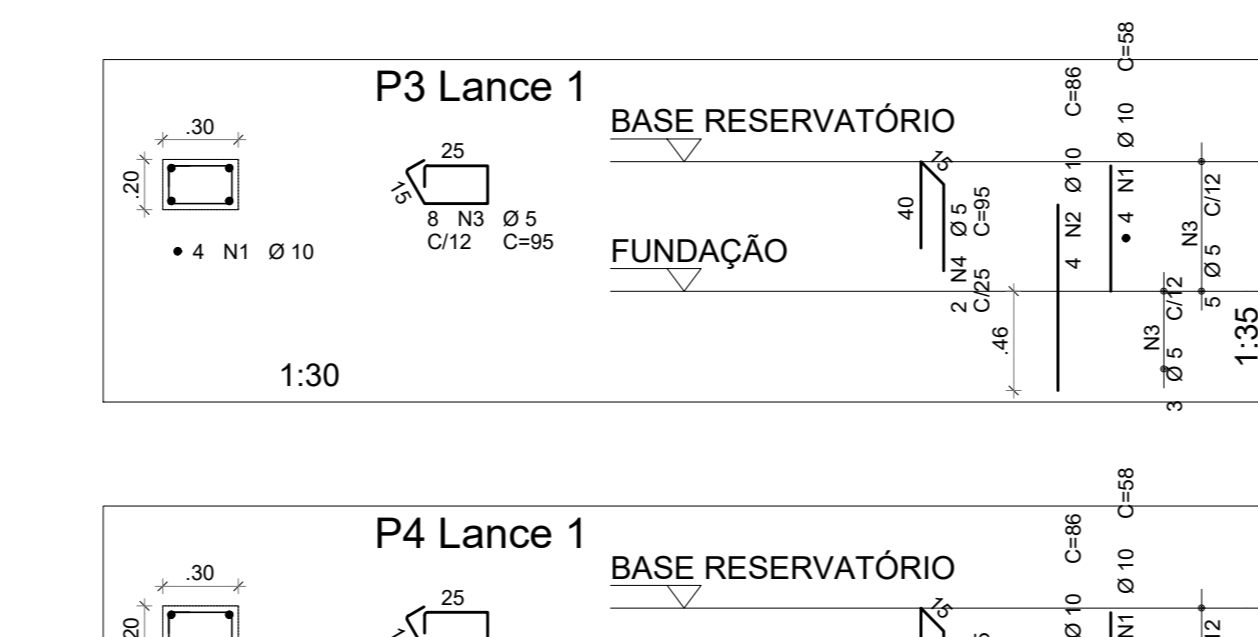 P3 Lance 1
.30
.20
• 4 N1 Ø 10
1:30
25
15
8 N3 Ø 5
C/12 C=95
BASE RESERVATÓRIO
FUNDAÇÃO
15
40
2 N4 Ø 5
C/25 C=95
.46
4 N2 Ø 10 C=86
• 4 N1 Ø 10 C=58
N3
3 Ø 5 C/12
N3
5 Ø 5 C/12
1:35
P4 Lance 1
.30
25
BASE RESERVATÓRIO
15
Ø 10 C=86
N1 Ø 10 C=58